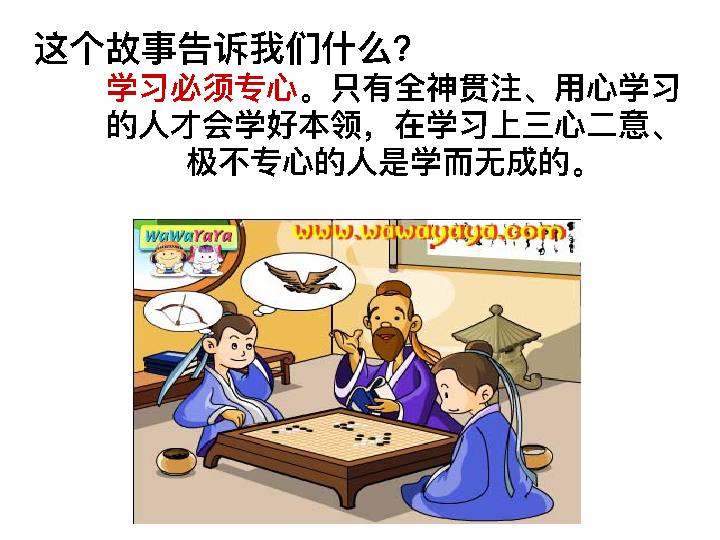 这个故事告诉我们什么？
学习必须专心。只有全神贯注、用心学习
的人才会学好本领，在学习上三心二意、
极不专心的人是学而无成的。
WaWaYaYa
www.wawayaya.com